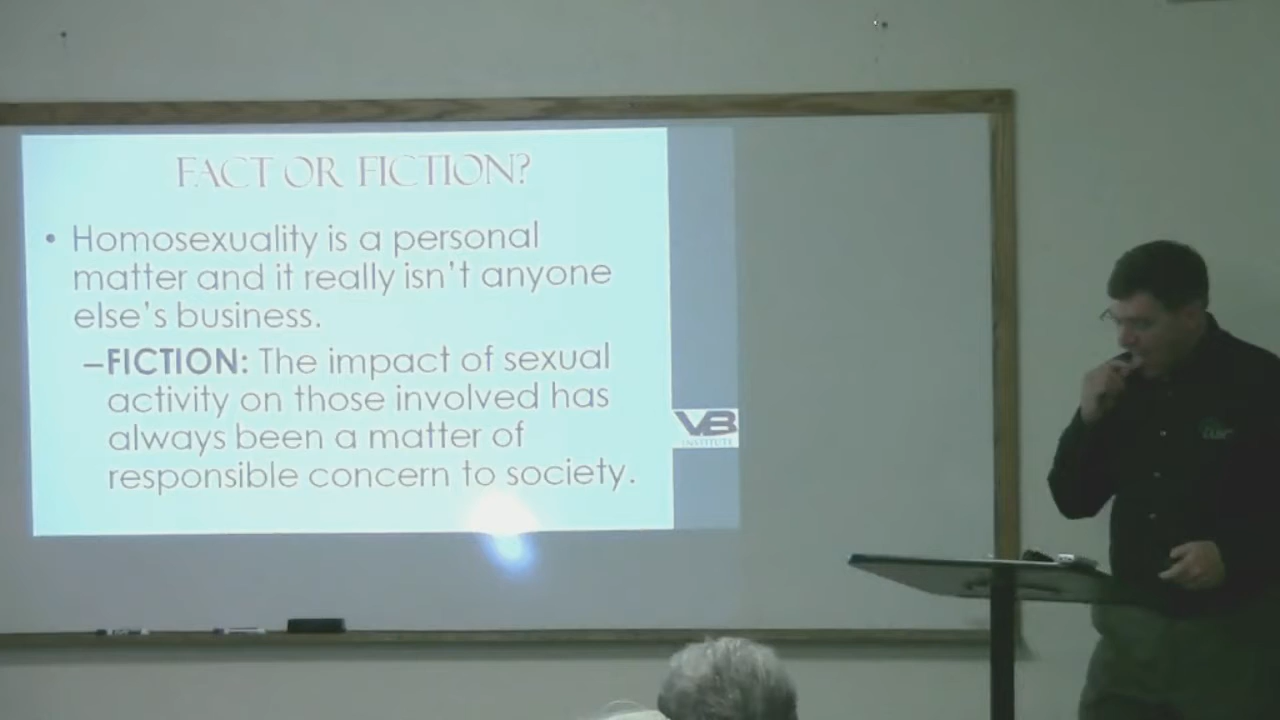 FACT OR FICTION?
• Homosexuality is a personal
matter and it really isn't anyone
else's business.
–FICTION: The impact of sexual
activity on those involved has
always been a matter of
responsible concern to society.
VB
INSTITUTE